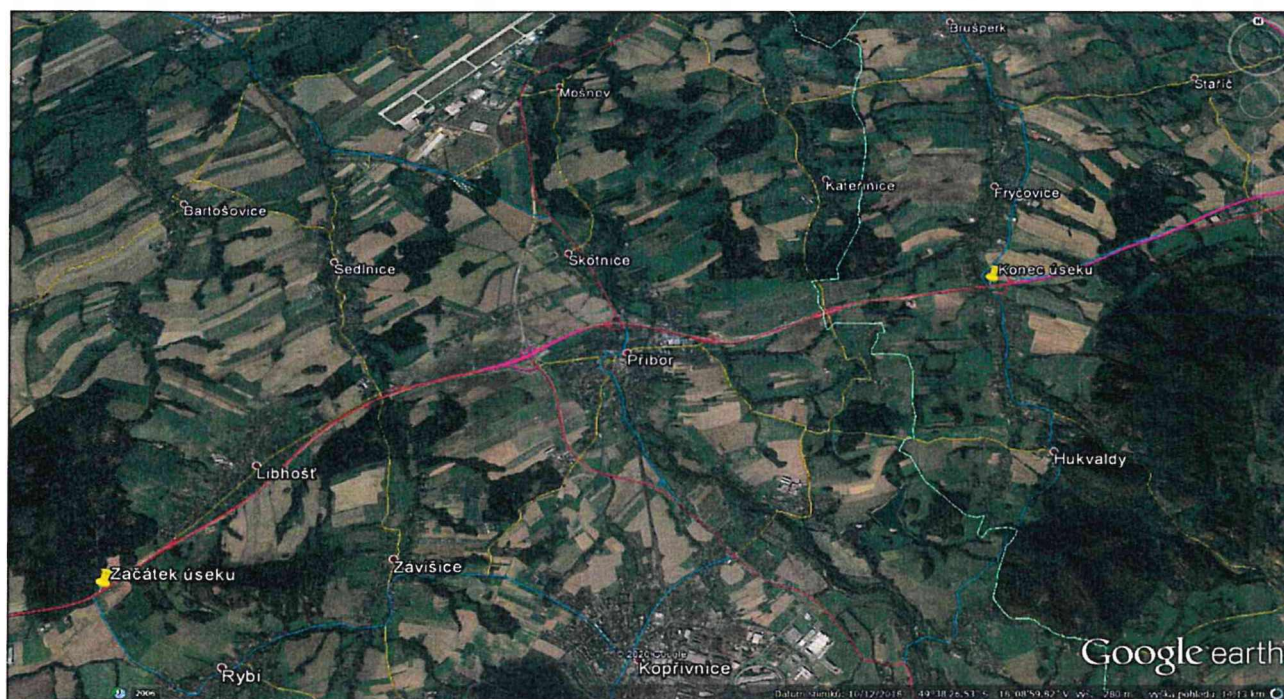 Brušperk
N
Staříč
Mošnov
Kateřinice
Fryčovice
Bartošovice
Skotnice
Sedlnice
Konec úseku
Příbor
Hukvaldy
Libhošť
Závišice
Začátek úseku
Rybí
Kopřivnice
Google earth
2006